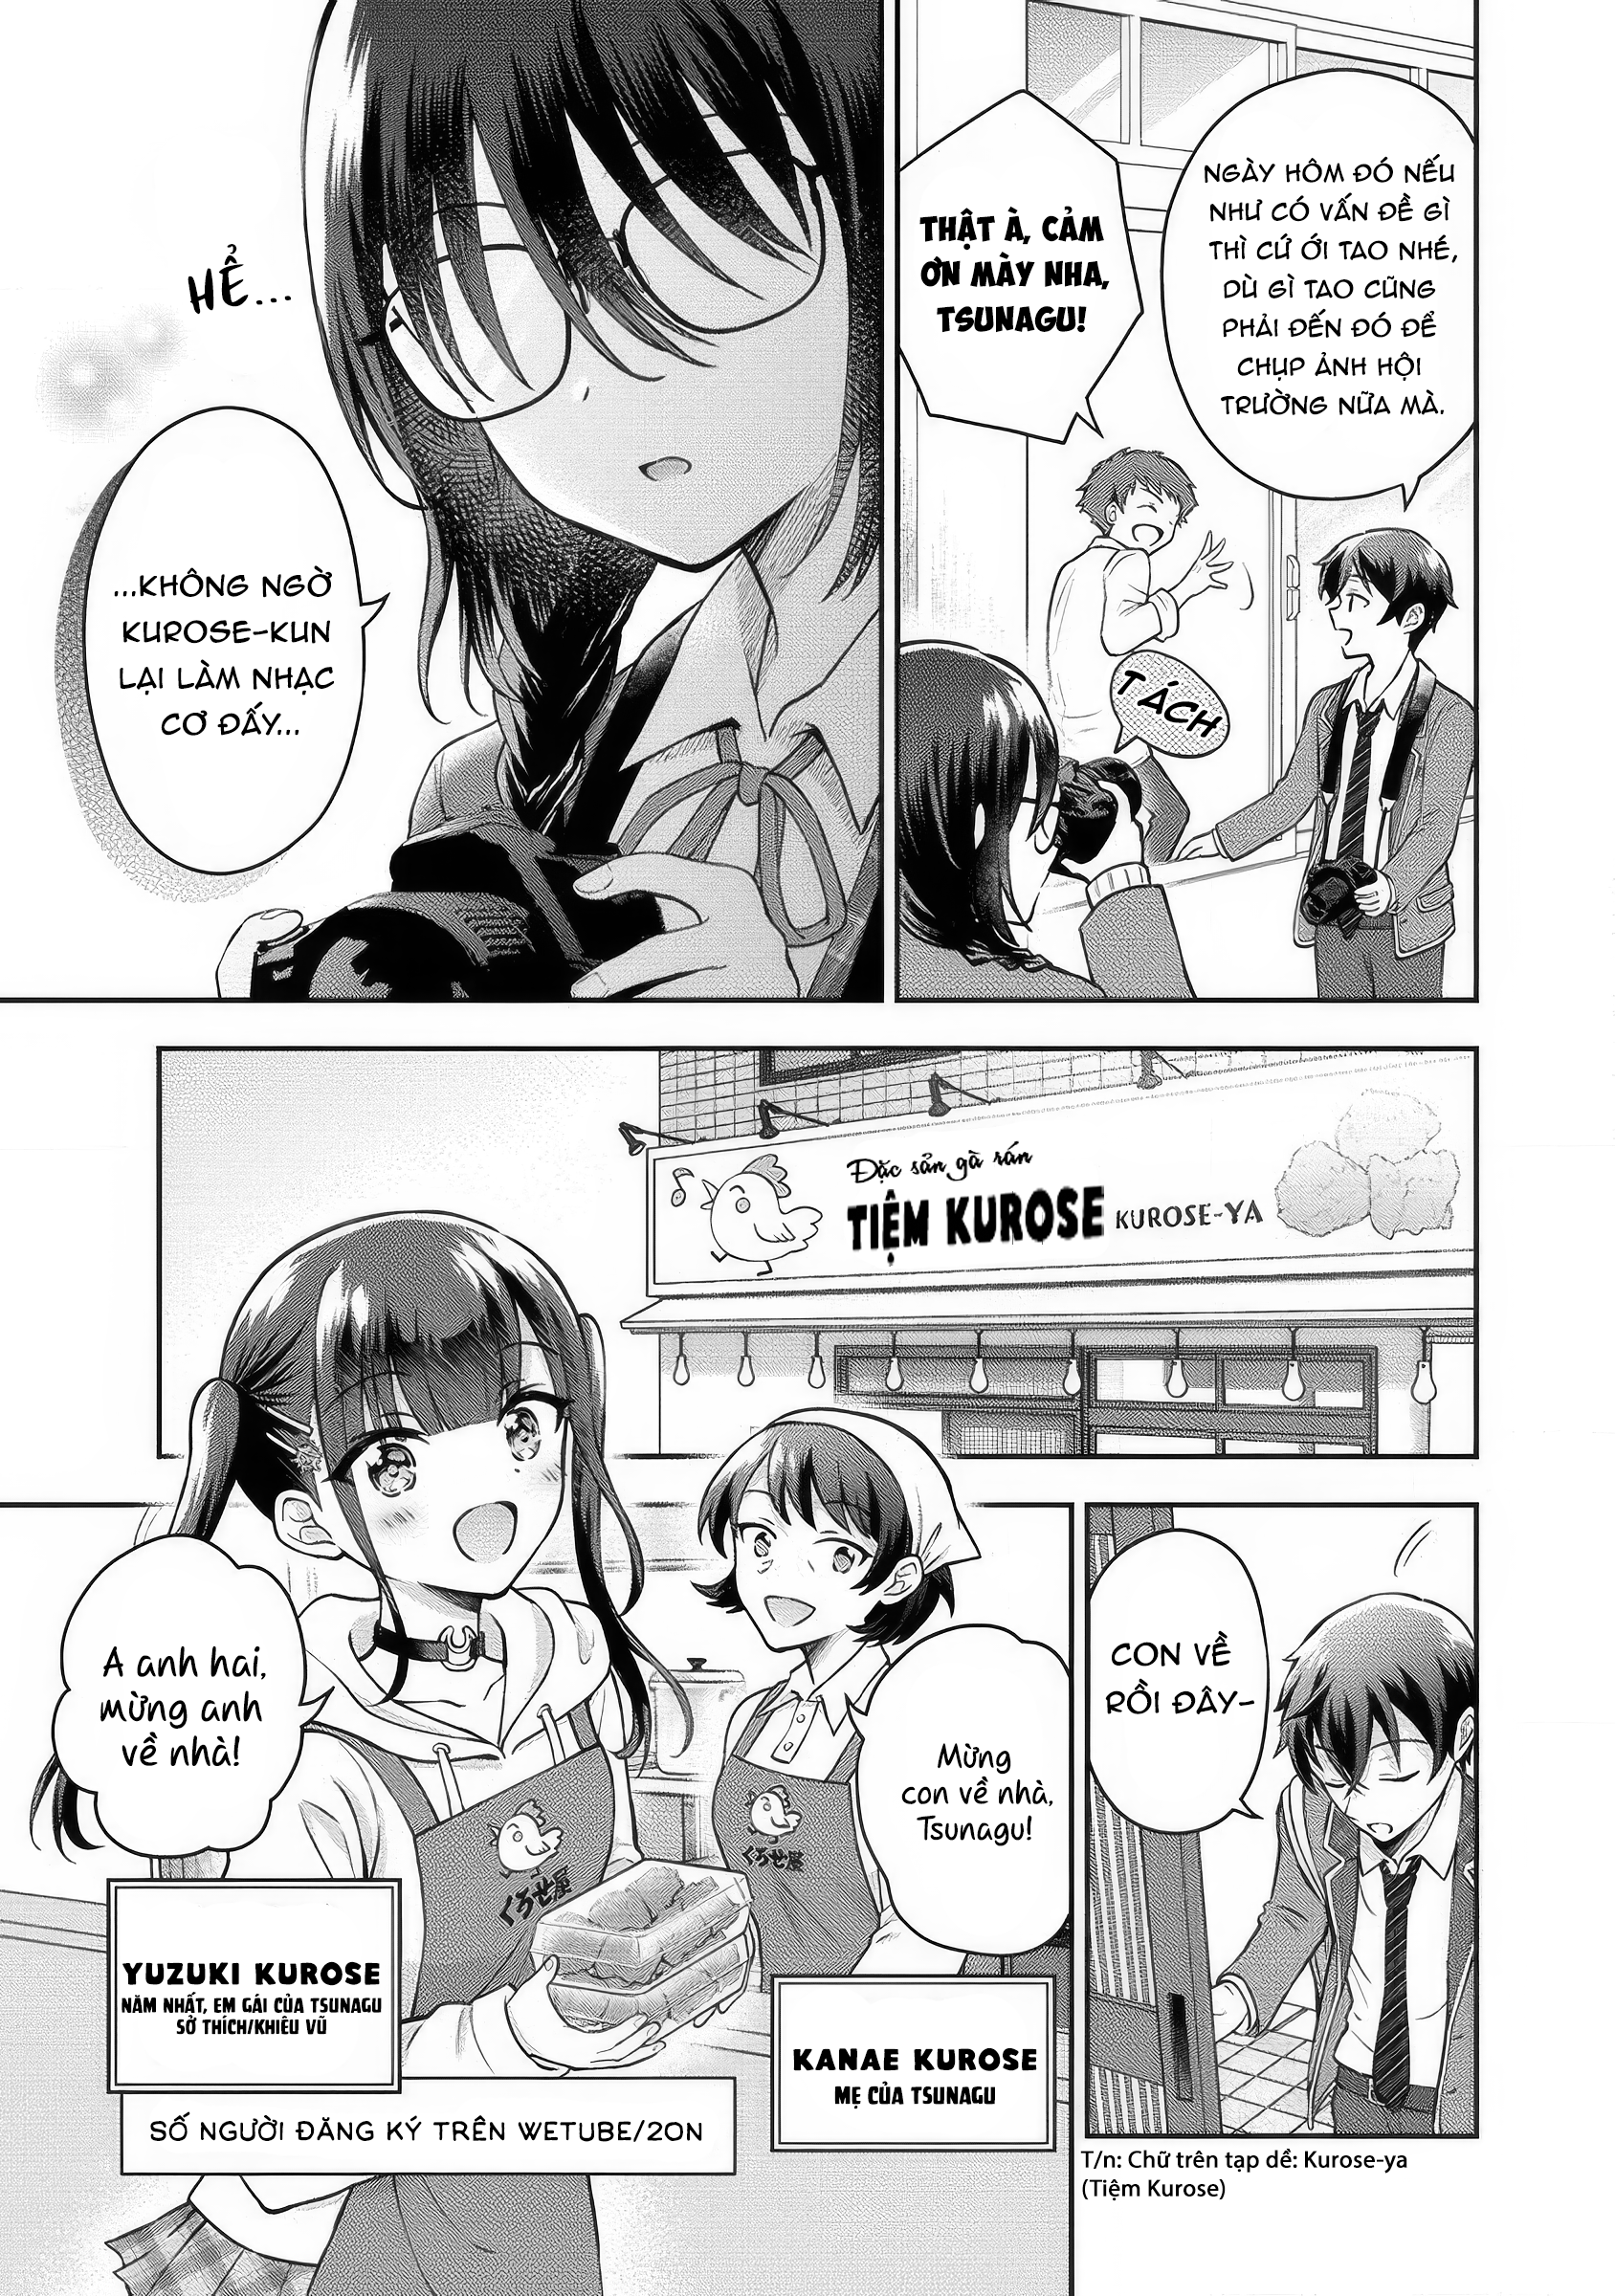 NGÀY HÔM ĐÓ NẾU
NHƯ CÓ VẤN ĐỀ GÌ
THÌ CỨ ỚI TAO NHÉ,
DÙ GÌ TAO CŨNG
PHẢI ĐẾN ĐÓ ĐỂ
CHỤP ẢNH HỘI
TRƯỜNG NỮA MÀ.
THẬT À, CẢM
ƠN MÀY NHA,
TSUNAGU!
TÁCH
HỂ...
...KHÔNG NGỜ
KUROSE-KUN
LẠI LÀM NHẠC
CƠ ĐẤY...
Đặc sản gà rán
TIỆM KUROSE KUROSE-YA
CON VỀ
RỒI ĐÂY-
Mừng
con về nhà,
Tsunagu!
A anh hai,
mừng anh
về nhà!
くろせ屋
くろせ屋
KANAE KUROSE
MẸ CỦA TSUNAGU
YUZUKI KUROSE
NĂM NHẤT, EM GÁI CỦA TSUNAGU
SỞ THÍCH/KHIÊU VŨ
SỐ NGƯỜI ĐĂNG KÝ TRÊN WETUBE/20N
T/n: Chữ trên tạp dề: Kurose-ya
(Tiệm Kurose)